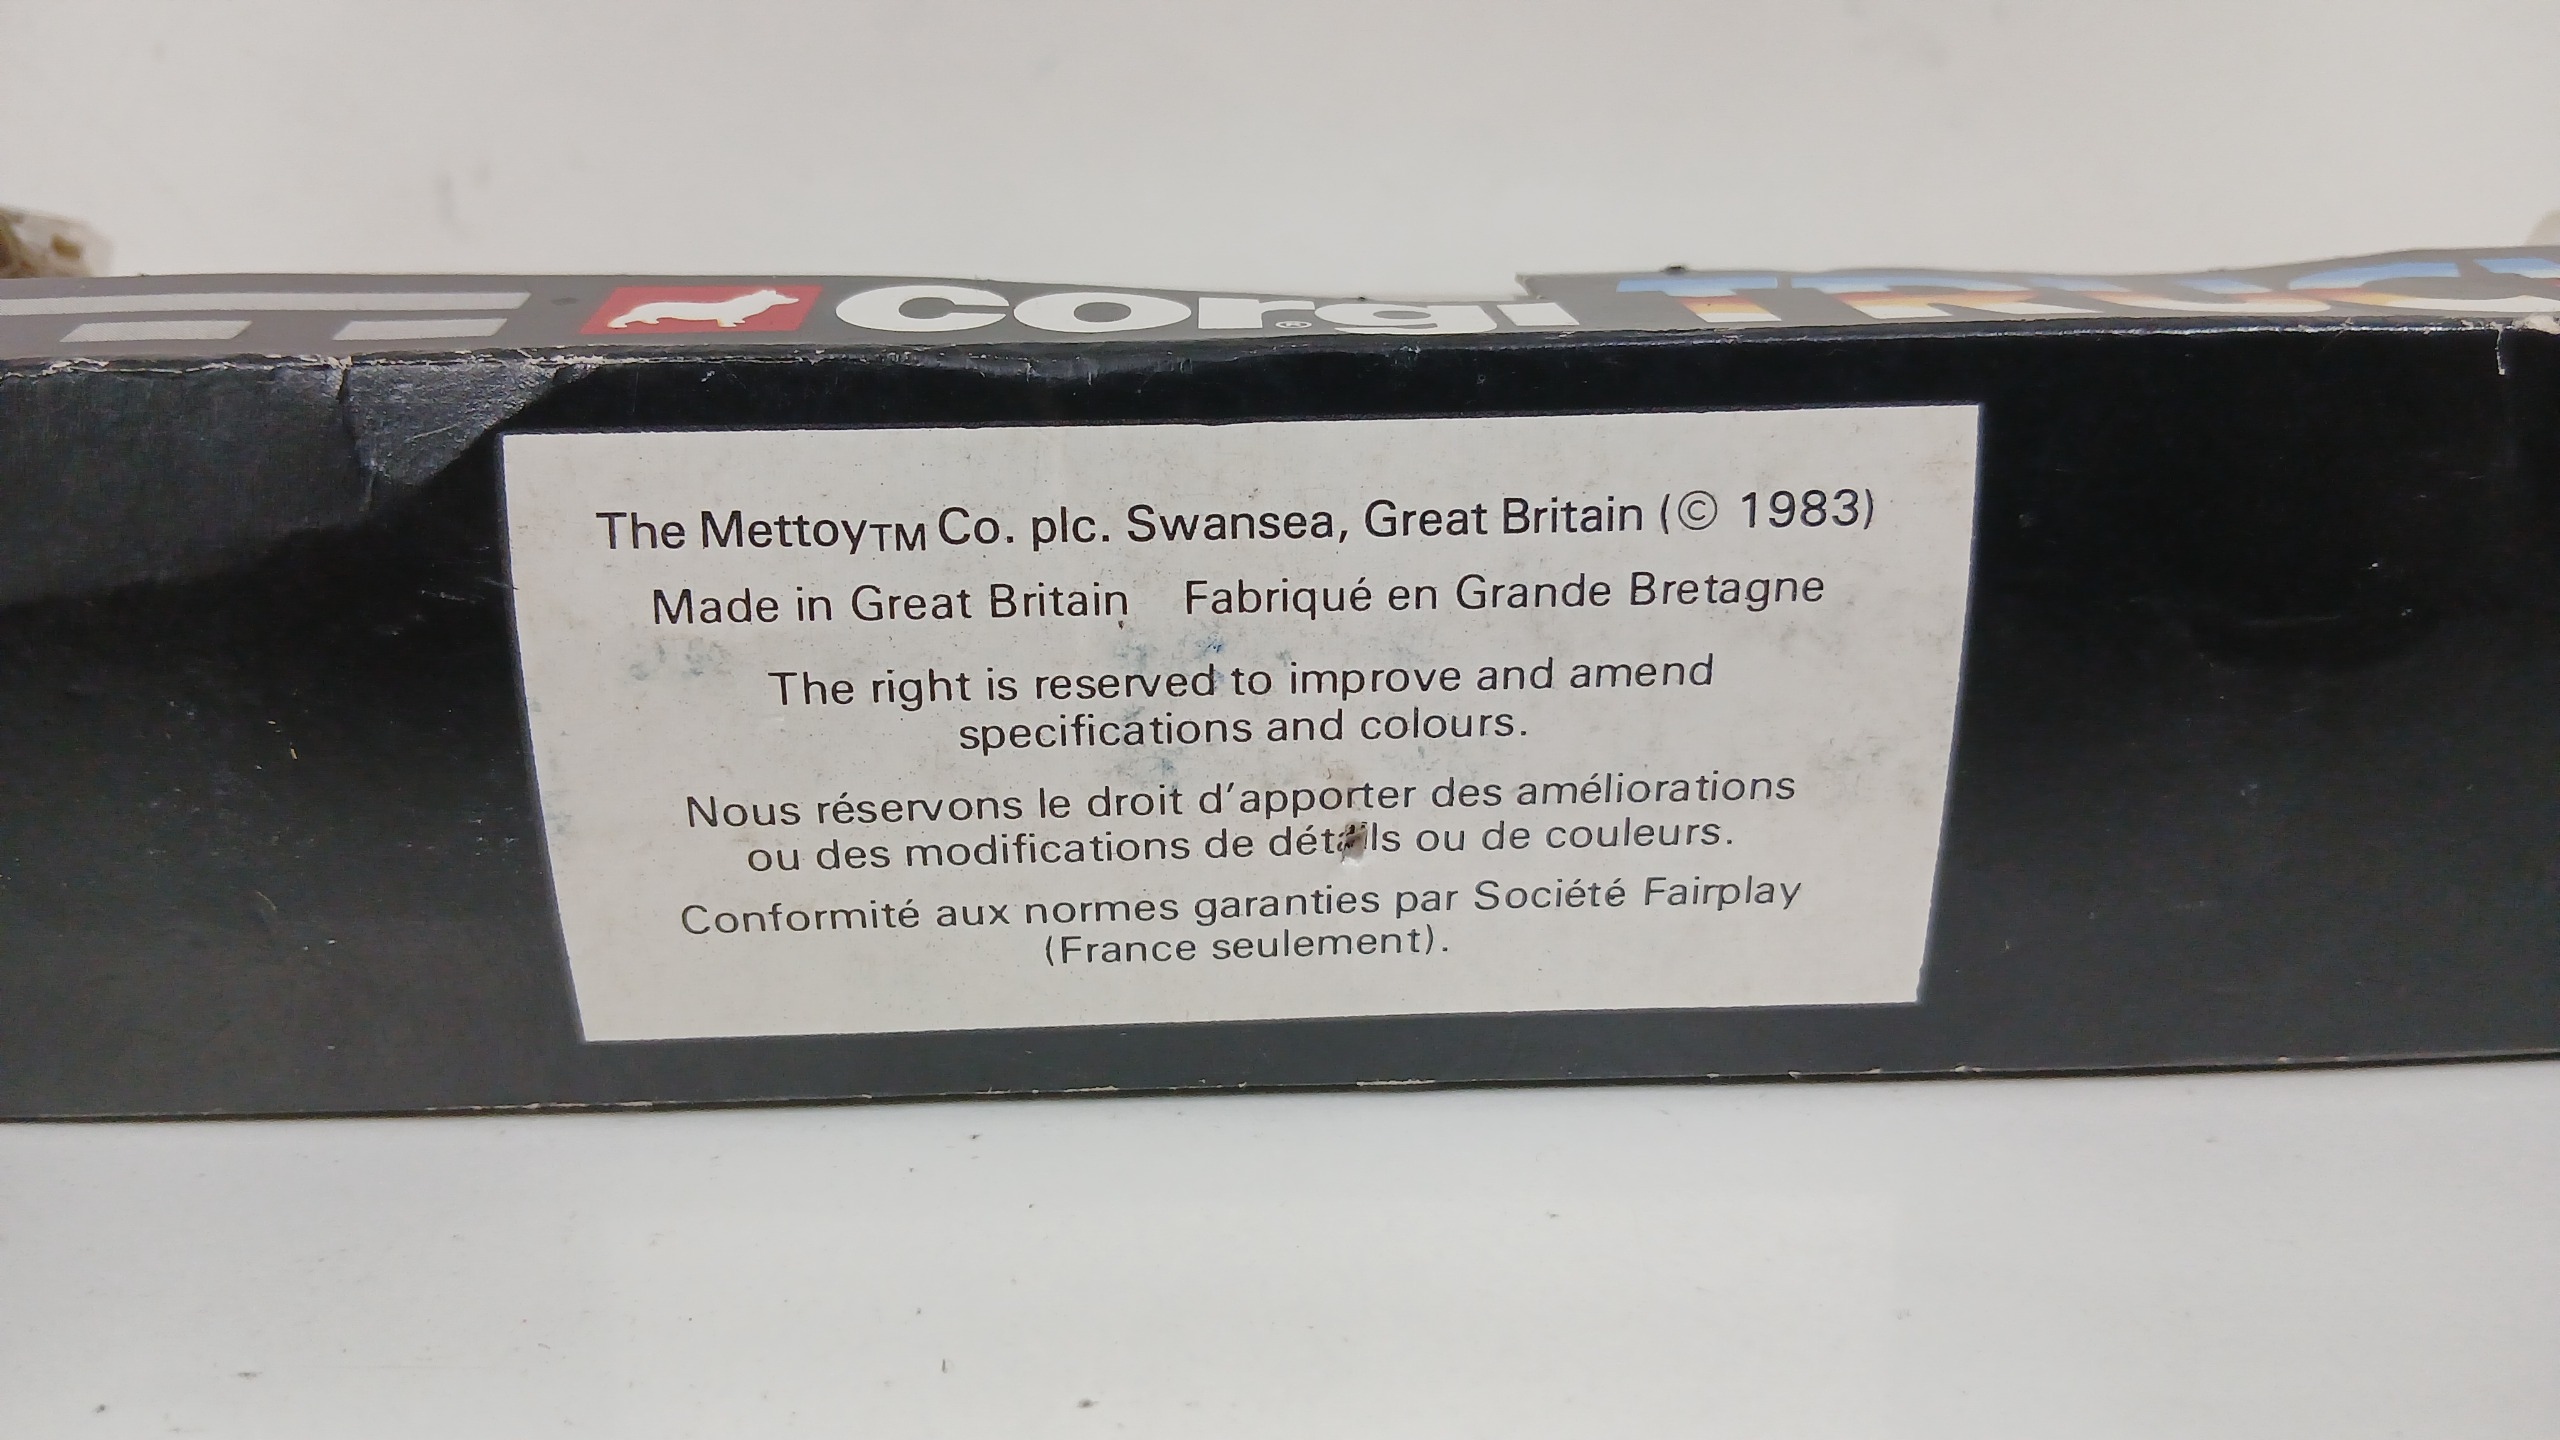 corgi® TRUC
The Mettoy™ Co. plc. Swansea, Great Britain (© 1983)
Made in Great Britain Fabriqué en Grande Bretagne
The right is reserved to improve and amend
specifications and colours.
Nous réservons le droit d'apporter des améliorations
ou des modifications de détails ou de couleurs.
Conformité aux normes garanties par Société Fairplay
(France seulement).